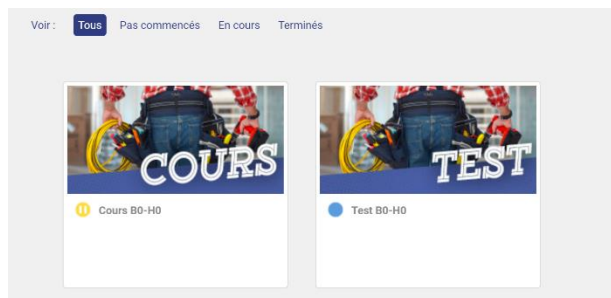 Voir : Tous Pas commencés En cours Terminés
COURS
TEST
Cours B0-H0
Test B0-H0